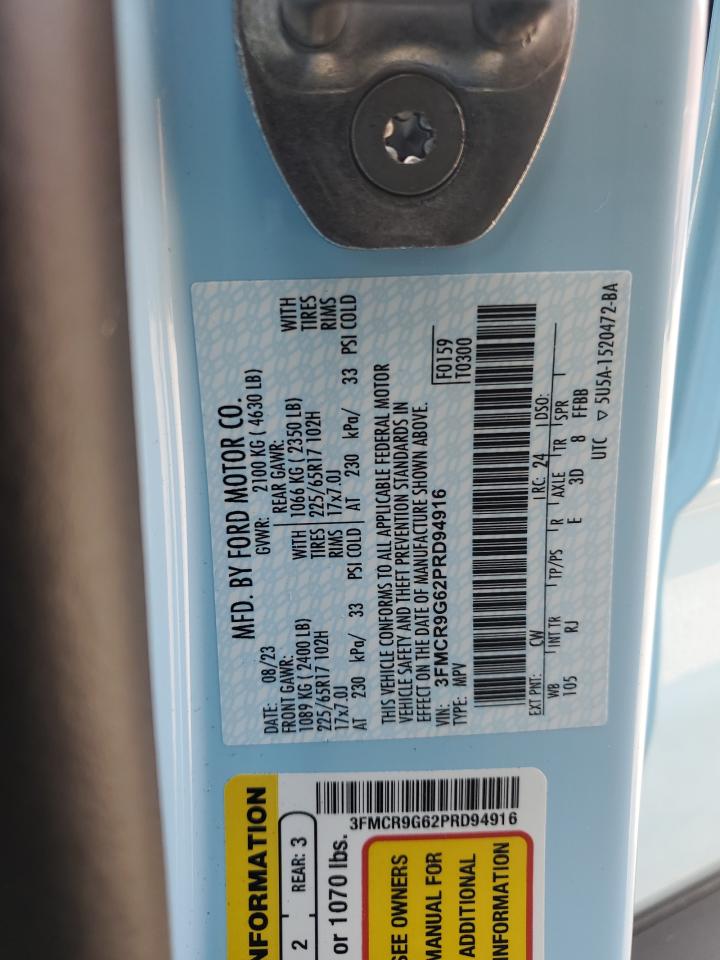 MFD. BY FORD MOTOR CO.
DATE: 08/23 GVWR: 2100 KG ( 4630 LB)
FRONT GAWR: REAR GAWR:
1089 KG ( 2400 LB) WITH 1066 KG ( 2350 LB) WITH
225/65R17 102H TIRES 225/65R17 102H TIRES
17x7.0J RIMS 17x7.0J RIMS
AT 230 kPa/ 33 PSI COLD AT 230 kPa/ 33 PSI COLD
THIS VEHICLE CONFORMS TO ALL APPLICABLE FEDERAL MOTOR
VEHICLE SAFETY AND THEFT PREVENTION STANDARDS IN
EFFECT ON THE DATE OF MANUFACTURE SHOWN ABOVE.
VIN: 3FMCR9G62PRD94916
TYPE: MPV
F0159
T0300
EXT PNT: CW RC: 24 DSO:
WB INT TR TP/PS R AXLE TR SPR
105 RJ E 3D 8 FFBB
UTC ▽ 5U5A-1520472-BA
NFORMATION
2 REAR: 3
or 1070 lbs.
3FMCR9G62PRD94916
SEE OWNERS
MANUAL FOR
ADDITIONAL
INFORMATION